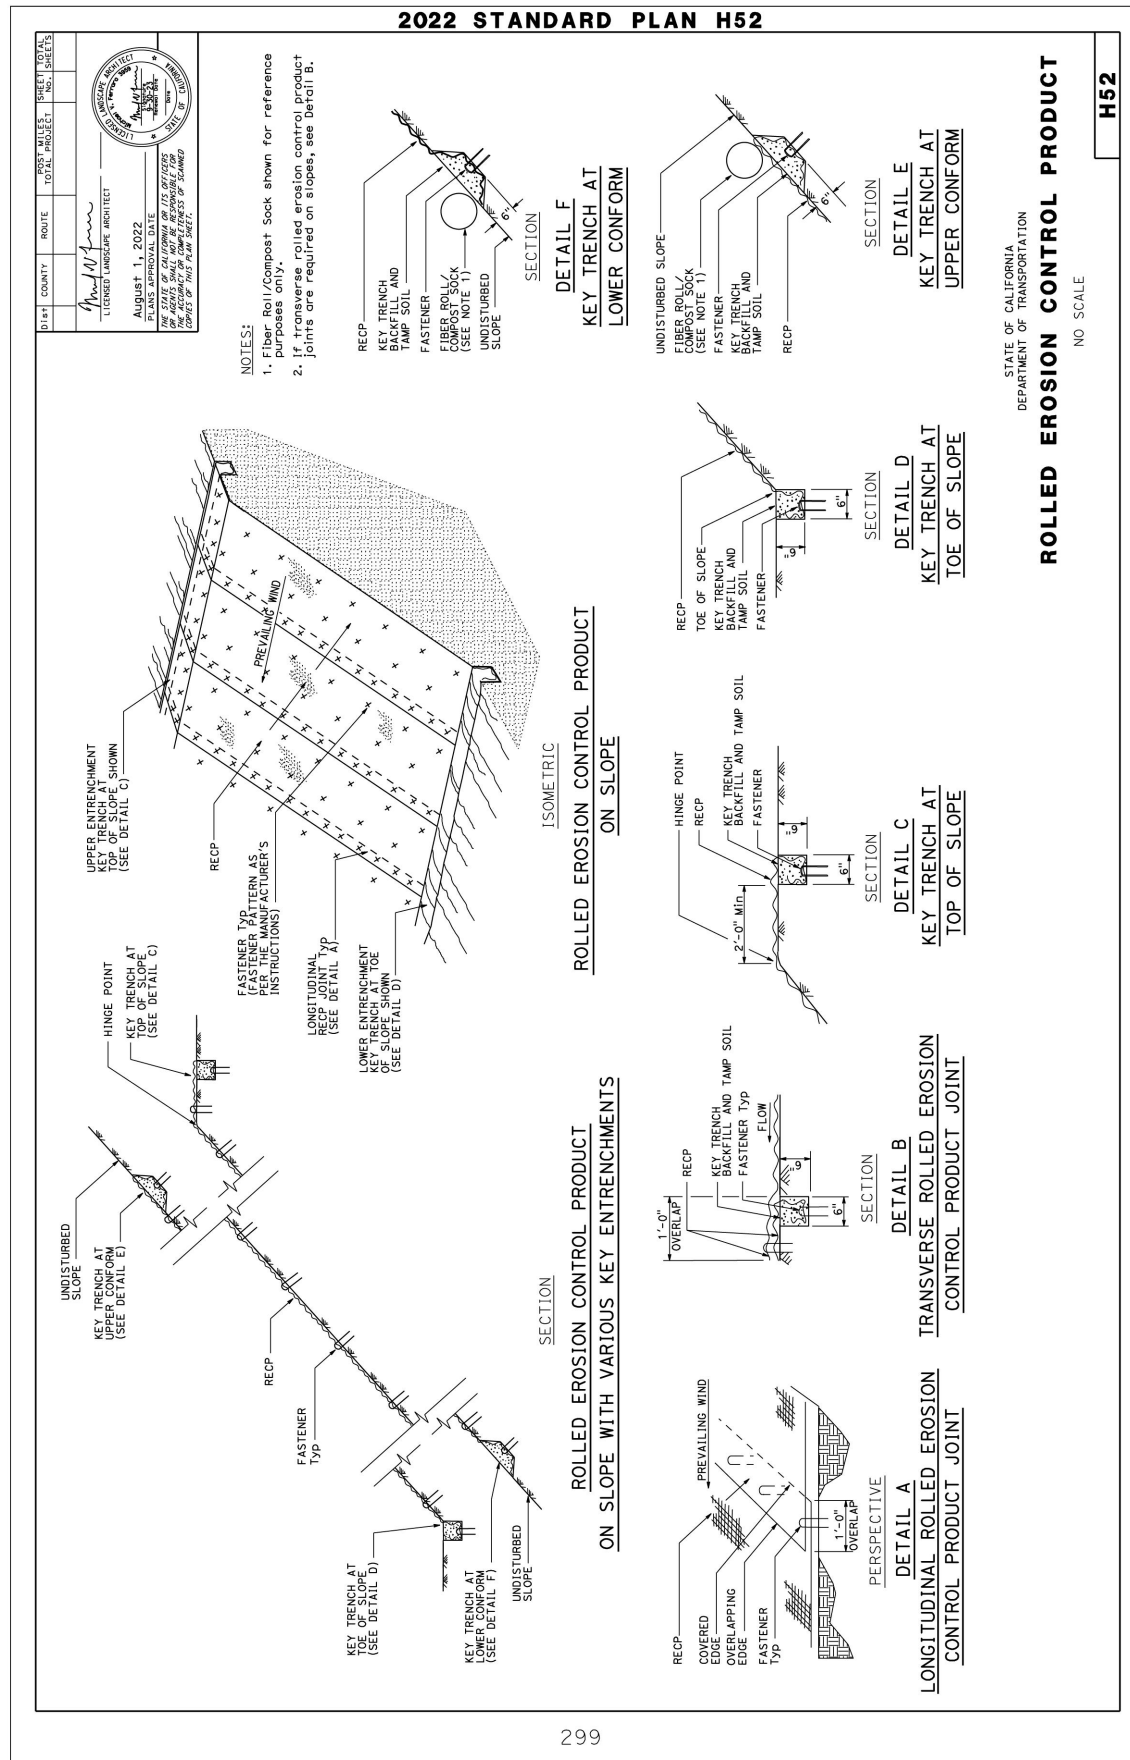 2022 STANDARD PLAN H52
Dist
COUNTY
ROUTE
POST MILES
TOTAL PROJECT
SHEET
No.
TOTAL
SHEETS
LICENSED LANDSCAPE ARCHITECT
August 1, 2022
PLANS APPROVAL DATE
THE STATE OF CALIFORNIA OR ITS OFFICERS
OR AGENTS SHALL NOT BE RESPONSIBLE FOR
THE ACCURACY OR COMPLETENESS OF SCANNED
COPIES OF THIS PLAN SHEET.
LICENSED LANDSCAPE ARCHITECT
Signature
9-30-23
Renewal Date
Date
STATE OF CALIFORNIA
NOTES:
1. Fiber Roll/Compost Sock shown for reference
purposes only.
2. If transverse rolled erosion control product
joints are required on slopes, see Detail B.
UNDISTURBED
SLOPE
KEY TRENCH AT
UPPER CONFORM
(SEE DETAIL E)
HINGE POINT
KEY TRENCH AT
TOP OF SLOPE
(SEE DETAIL C)
RECP
FASTENER
Typ
KEY TRENCH AT
TOE OF SLOPE
(SEE DETAIL D)
KEY TRENCH AT
LOWER CONFORM
(SEE DETAIL F)
UNDISTURBED
SLOPE
SECTION
ROLLED EROSION CONTROL PRODUCT
ON SLOPE WITH VARIOUS KEY ENTRENCHMENTS
UPPER ENTRENCHMENT
KEY TRENCH AT
TOP OF SLOPE SHOWN
(SEE DETAIL C)
RECP
FASTENER Typ
(FASTENER PATTERN AS
PER THE MANUFACTURER'S
INSTRUCTIONS)
LONGITUDINAL
RECP JOINT Typ
(SEE DETAIL A)
LOWER ENTRENCHMENT
KEY TRENCH AT TOE
OF SLOPE SHOWN
(SEE DETAIL D)
PREVAILING WIND
ISOMETRIC
ROLLED EROSION CONTROL PRODUCT
ON SLOPE
RECP
KEY TRENCH
BACKFILL AND
TAMP SOIL
FASTENER
FIBER ROLL/
COMPOST SOCK
(SEE NOTE 1)
UNDISTURBED
SLOPE
6"
SECTION
DETAIL F
KEY TRENCH AT
LOWER CONFORM
RECP
COVERED
EDGE
OVERLAPPING
EDGE
FASTENER
Typ
PREVAILING WIND
1'-0"
OVERLAP
PERSPECTIVE
DETAIL A
LONGITUDINAL ROLLED EROSION
CONTROL PRODUCT JOINT
1'-0"
OVERLAP
RECP
KEY TRENCH
BACKFILL AND TAMP SOIL
FASTENER Typ
FLOW
6"
6"
SECTION
DETAIL B
TRANSVERSE ROLLED EROSION
CONTROL PRODUCT JOINT
HINGE POINT
RECP
KEY TRENCH
BACKFILL AND TAMP SOIL
FASTENER
2'-0" Min
6"
6"
SECTION
DETAIL C
KEY TRENCH AT
TOP OF SLOPE
RECP
TOE OF SLOPE
KEY TRENCH
BACKFILL AND
TAMP SOIL
FASTENER
6"
6"
SECTION
DETAIL D
KEY TRENCH AT
TOE OF SLOPE
UNDISTURBED SLOPE
FIBER ROLL/
COMPOST SOCK
(SEE NOTE 1)
FASTENER
KEY TRENCH
BACKFILL AND
TAMP SOIL
RECP
6"
SECTION
DETAIL E
KEY TRENCH AT
UPPER CONFORM
STATE OF CALIFORNIA
DEPARTMENT OF TRANSPORTATION
ROLLED EROSION CONTROL PRODUCT
NO SCALE
H52
299